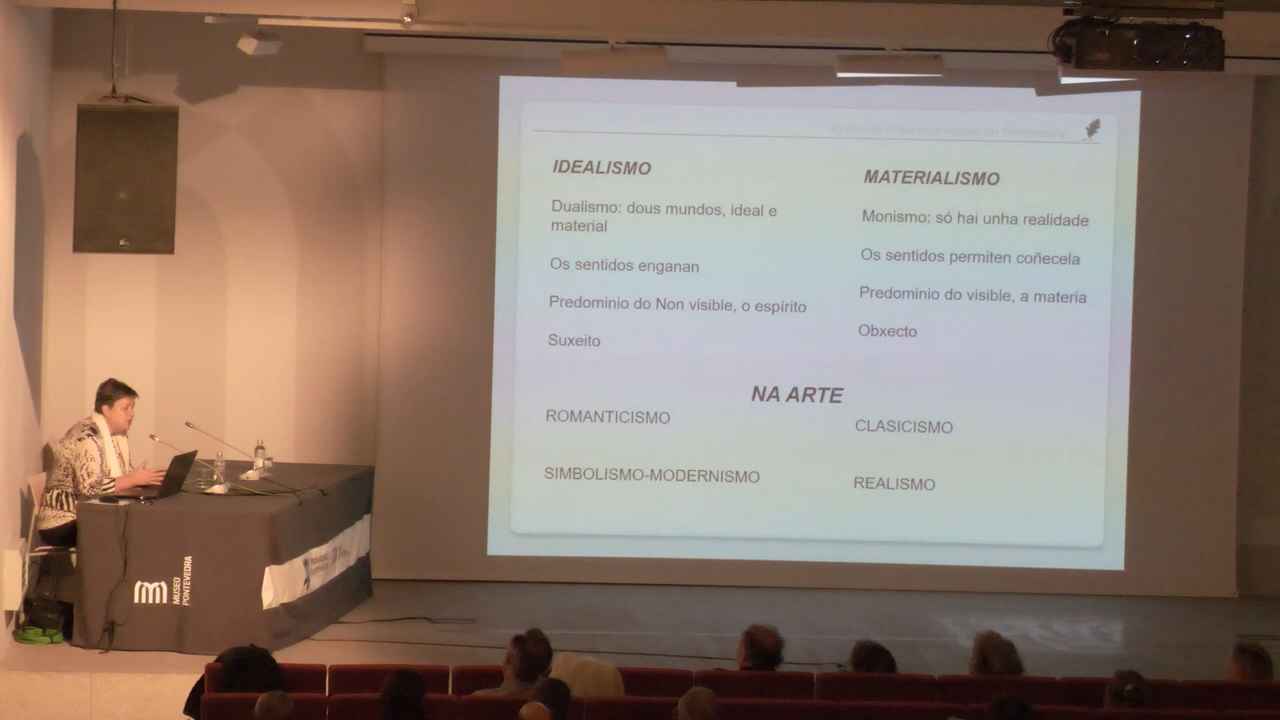 IDEALISMO
Dualismo: dous mundos, ideal e
material
Os sentidos enganan
Predominio do Non visible, o espírito
Suxeito
MATERIALISMO
Monismo: só hai unha realidade
Os sentidos permiten coñecela
Predominio do visible, a materia
Obxecto
NA ARTE
ROMANTICISMO
SIMBOLISMO-MODERNISMO
CLASICISMO
REALISMO
MUSEO
PONTEVEDRA